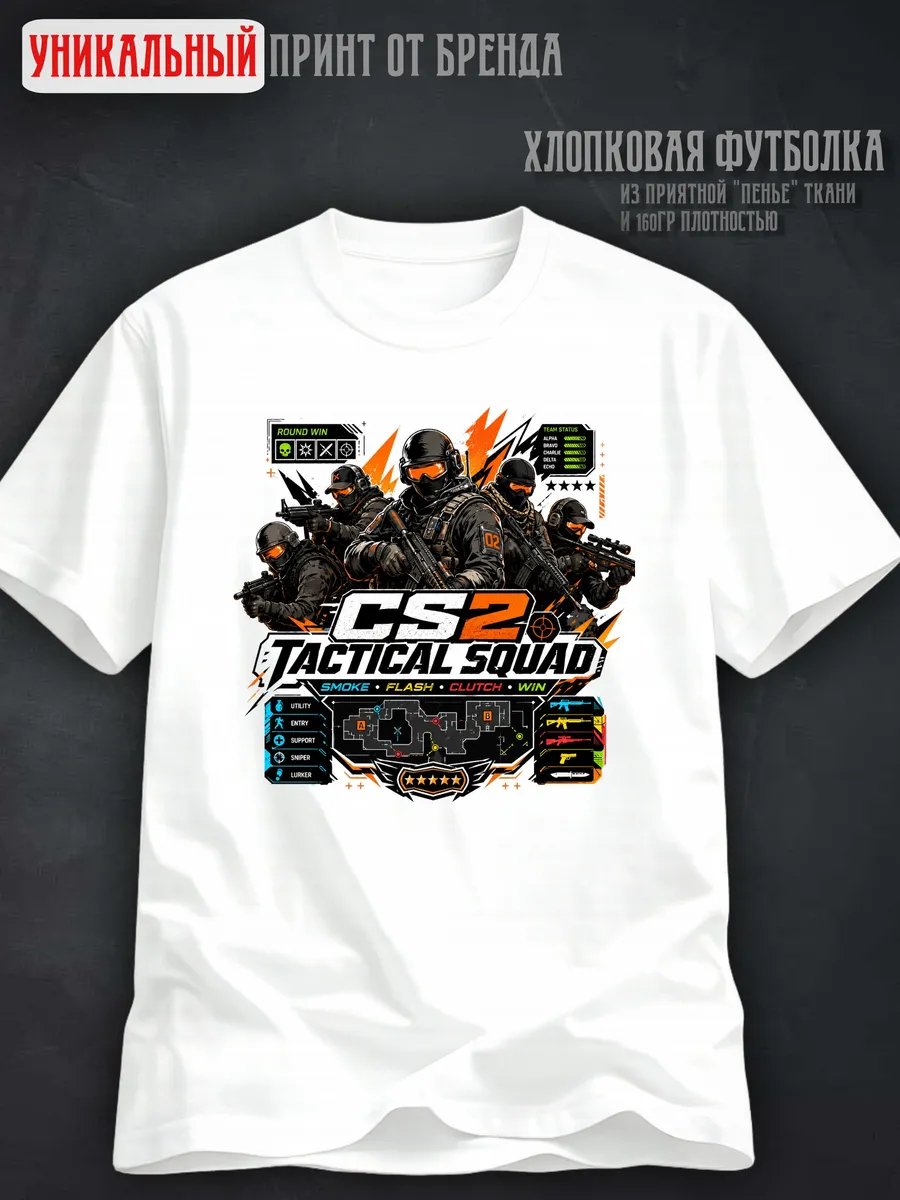 УНИКАЛЬНЫЙ ПРИНТ ОТ БРЕНДА
ХЛОПКОВАЯ ФУТБОЛКА
ИЗ ПРИЯТНОЙ "ПЕНЬЕ" ТКАНИ
И 160ГР ПЛОТНОСТЬЮ
ROUND WIN
TEAM STATUS
ALPHA
BRAVO
CHARLIE
DELTA
ECHO
02
CS2
TACTICAL SQUAD
SMOKE • FLASH • CLUTCH • WIN
UTILITY
ENTRY
SUPPORT
SNIPER
LURKER
A
B